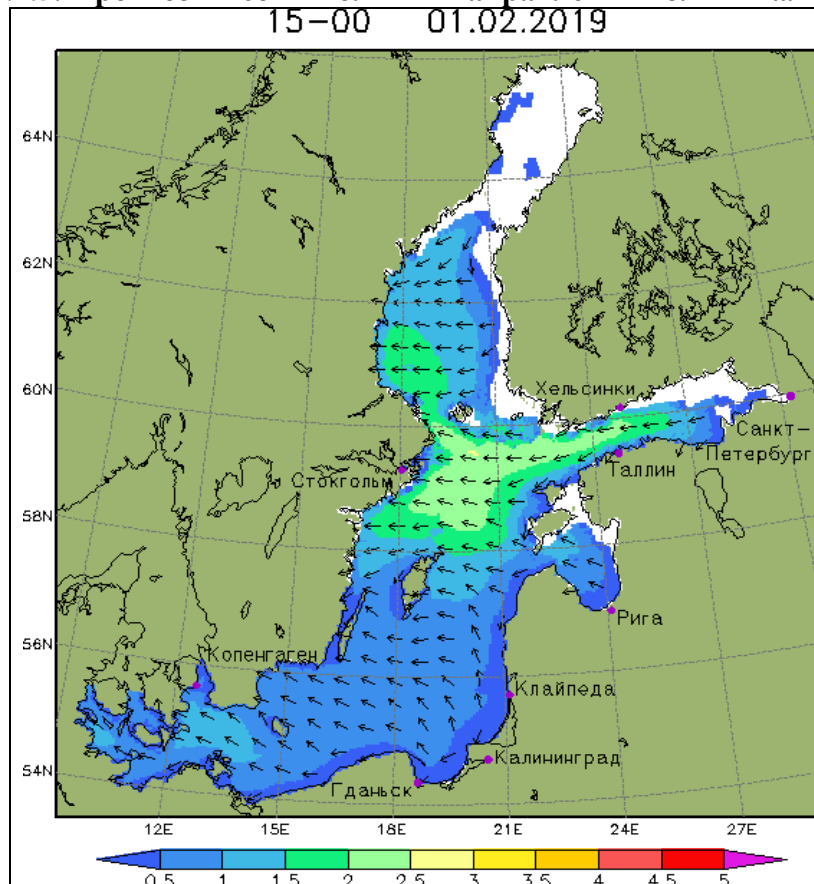 15-00 01.02.2019
64N
62N
60N
58N
56N
54N
Хельсинки
Санкт-
Петербург
Таллин
Стокгольм
Рига
Копенгаген
Клайпеда
Калининград
Гданьск
12E 15E 18E 21E 24E 27E
0.5 1 1.5 2 2.5 3 3.5 4 4.5 5